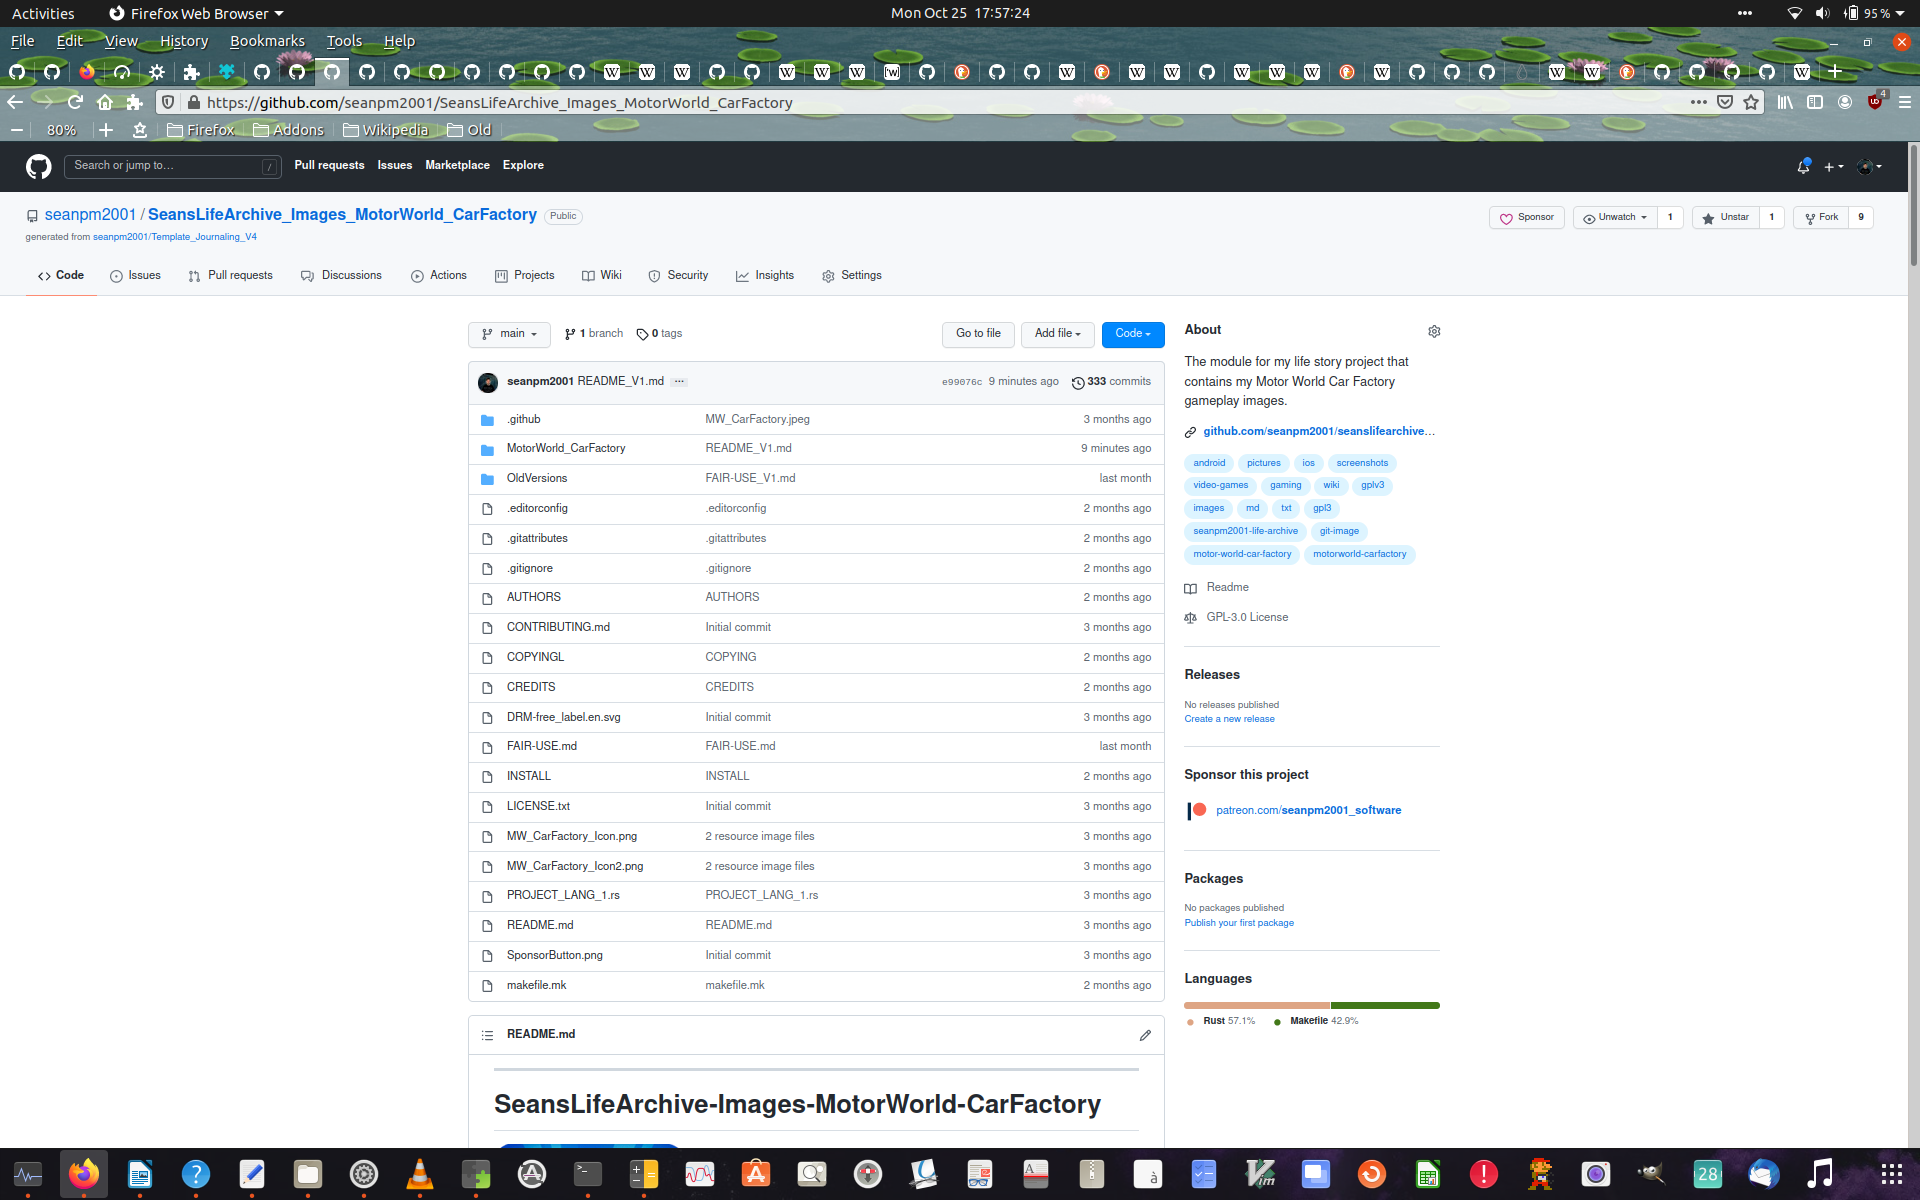 Activities Firefox Web Browser Mon Oct 25 17:57:24 95%
File Edit View History Bookmarks Tools Help
https://github.com/seanpm2001/SeansLifeArchive_Images_MotorWorld_CarFactory 4
80% Firefox Addons Wikipedia Old
Search or jump to... / Pull requests Issues Marketplace Explore
seanpm2001 / SeansLifeArchive_Images_MotorWorld_CarFactory Public Sponsor Unwatch 1 Unstar 1 Fork 9
generated from seanpm2001/Template_Journaling_V4
Code Issues Pull requests Discussions Actions Projects Wiki Security Insights Settings
main 1 branch 0 tags Go to file Add file Code
seanpm2001 README_V1.md ... e99076c 9 minutes ago 333 commits
.github MW_CarFactory.jpeg 3 months ago
MotorWorld_CarFactory README_V1.md 9 minutes ago
OldVersions FAIR-USE_V1.md last month
.editorconfig .editorconfig 2 months ago
.gitattributes .gitattributes 2 months ago
.gitignore .gitignore 2 months ago
AUTHORS AUTHORS 2 months ago
CONTRIBUTING.md Initial commit 3 months ago
COPYINGL COPYING 2 months ago
CREDITS CREDITS 2 months ago
DRM-free_label.en.svg Initial commit 3 months ago
FAIR-USE.md FAIR-USE.md last month
INSTALL INSTALL 2 months ago
LICENSE.txt Initial commit 3 months ago
MW_CarFactory_Icon.png 2 resource image files 3 months ago
MW_CarFactory_Icon2.png 2 resource image files 3 months ago
PROJECT_LANG_1.rs PROJECT_LANG_1.rs 3 months ago
README.md README.md 3 months ago
SponsorButton.png Initial commit 3 months ago
makefile.mk makefile.mk 2 months ago
README.md
SeansLifeArchive-Images-MotorWorld-CarFactory
About
The module for my life story project that
contains my Motor World Car Factory
gameplay images.
github.com/seanpm2001/seanslifearchive...
android pictures ios screenshots
video-games gaming wiki gplv3
images md txt gpl3
seanpm2001-life-archive git-image
motor-world-car-factory motorworld-carfactory
Readme
GPL-3.0 License
Releases
No releases published
Create a new release
Sponsor this project
patreon.com/seanpm2001_software
Packages
No packages published
Publish your first package
Languages
Rust 57.1% Makefile 42.9%
28